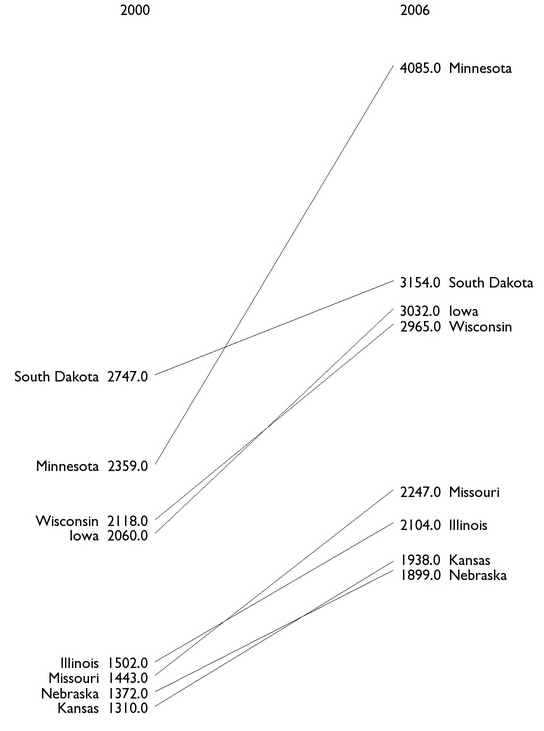 2000 2006
4085.0 Minnesota
3154.0 South Dakota
3032.0 Iowa
2965.0 Wisconsin
South Dakota 2747.0
Minnesota 2359.0
2247.0 Missouri
Wisconsin 2118.0
2104.0 Illinois
Iowa 2060.0
1938.0 Kansas
1899.0 Nebraska
Illinois 1502.0
Missouri 1443.0
Nebraska 1372.0
Kansas 1310.0